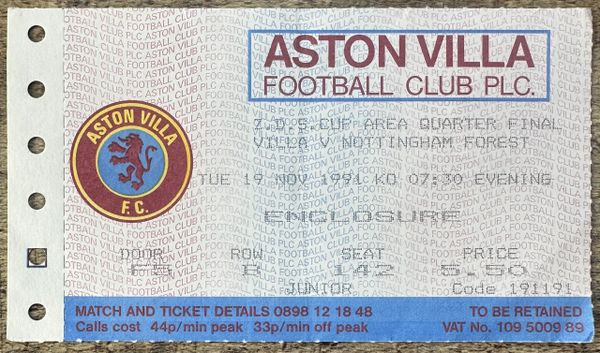 ASTON VILLA
FOOTBALL CLUB PLC.
ASTON VILLA
F.C.
Z.D.S.CUP AREA QUARTER FINAL
VILLA V NOTTINGHAM FOREST
TUE 19 NOV 1991 KO 07:30 EVENING
ENCLOSURE
DOOR ROW SEAT PRICE
F5 B 142 5.50
JUNIOR Code 191191
MATCH AND TICKET DETAILS 0898 12 18 48 TO BE RETAINED
Calls cost 44p/min peak 33p/min off peak VAT No. 109 5009 89